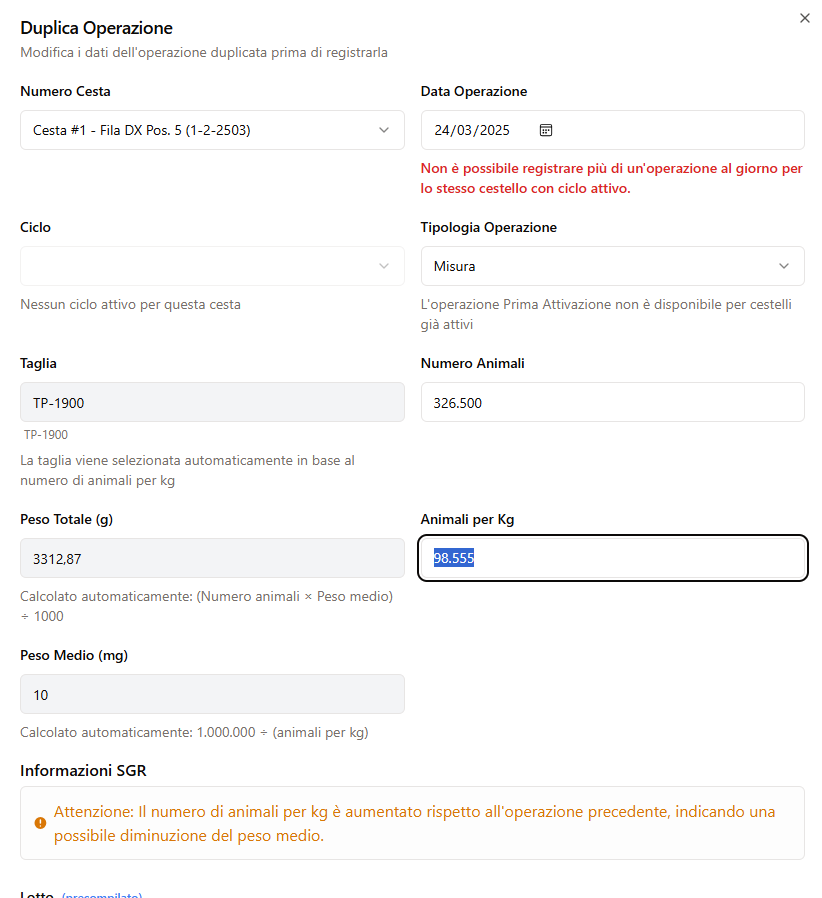 Duplica Operazione
Modifica i dati dell'operazione duplicata prima di registrarla
Numero Cesta
Cesta #1 - Fila DX Pos. 5 (1-2-2503)
Data Operazione
24/03/2025
Non è possibile registrare più di un'operazione al giorno per
lo stesso cestello con ciclo attivo.
Ciclo
Nessun ciclo attivo per questa cesta
Tipologia Operazione
Misura
L'operazione Prima Attivazione non è disponibile per cestelli
già attivi
Taglia
TP-1900
TP-1900
La taglia viene selezionata automaticamente in base al
numero di animali per kg
Numero Animali
326.500
Peso Totale (g)
3312,87
Calcolato automaticamente: (Numero animali × Peso medio)
÷ 1000
Animali per Kg
98.555
Peso Medio (mg)
10
Calcolato automaticamente: 1.000.000 ÷ (animali per kg)
Informazioni SGR
Attenzione: Il numero di animali per kg è aumentato rispetto all'operazione precedente, indicando una
possibile diminuzione del peso medio.
Lotto (precompilato)